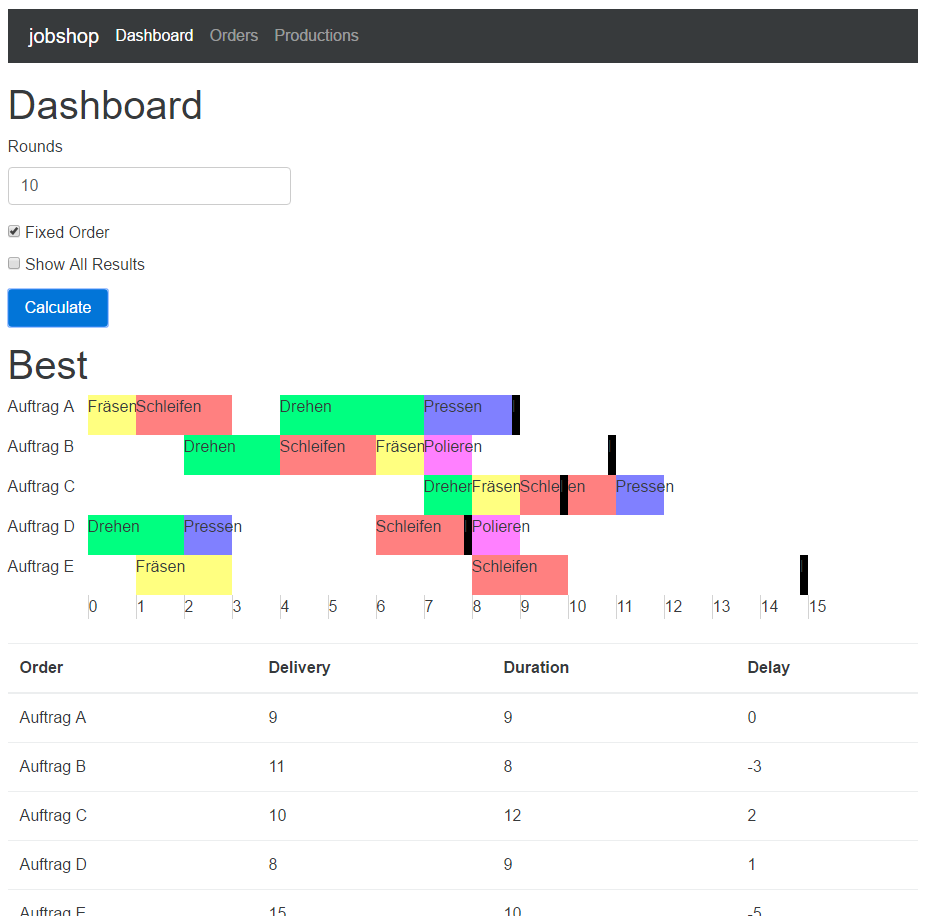 jobshop Dashboard Orders Productions
Dashboard
Rounds
10
Fixed Order
Show All Results
Calculate
Best
Auftrag A Fräsen Schleifen Drehen Pressen
Auftrag B Drehen Schleifen Fräsen Polieren
Auftrag C Drehen Fräsen Schleifen Pressen
Auftrag D Drehen Pressen Schleifen Polieren
Auftrag E Fräsen Schleifen
0 1 2 3 4 5 6 7 8 9 10 11 12 13 14 15
Order Delivery Duration Delay
Auftrag A 9 9 0
Auftrag B 11 8 -3
Auftrag C 10 12 2
Auftrag D 8 9 1
Auftrag E 15 10 -5